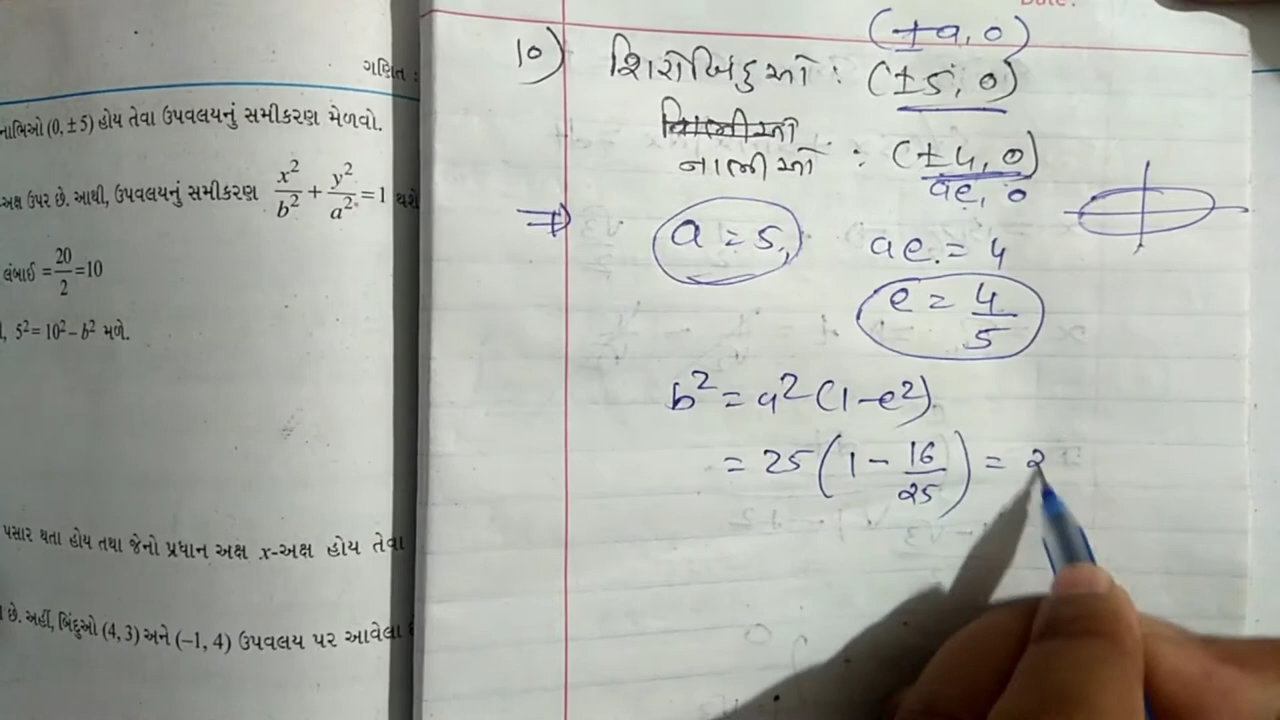 ગણિત :
નાભિઓ (0, ± 5) હોય તેવા ઉપવલયનું સમીકરણ મેળવો.
અક્ષ ઉપર છે. આથી, ઉપવલયનું સમીકરણ x²/b² + y²/a² = 1 થશે
લંબાઈ = 20/2 = 10
, 5² = 10² – b² મળે.
પસાર થતા હોય તથા જેનો પ્રધાન અક્ષ x-અક્ષ હોય તેવા
છે. અહીં, બિંદુઓ (4, 3) અને (–1, 4) ઉપવલય પર આવેલા
Date.
(±a, 0)
10) શિરોબિંદુઓ : (±5, 0)
નાભીઓ : (±4, 0)
ae, 0
⇒ a = 5, ae = 4
e = 4/5
b² = a² (1-e²)
= 25 (1 - 16/25) = 2